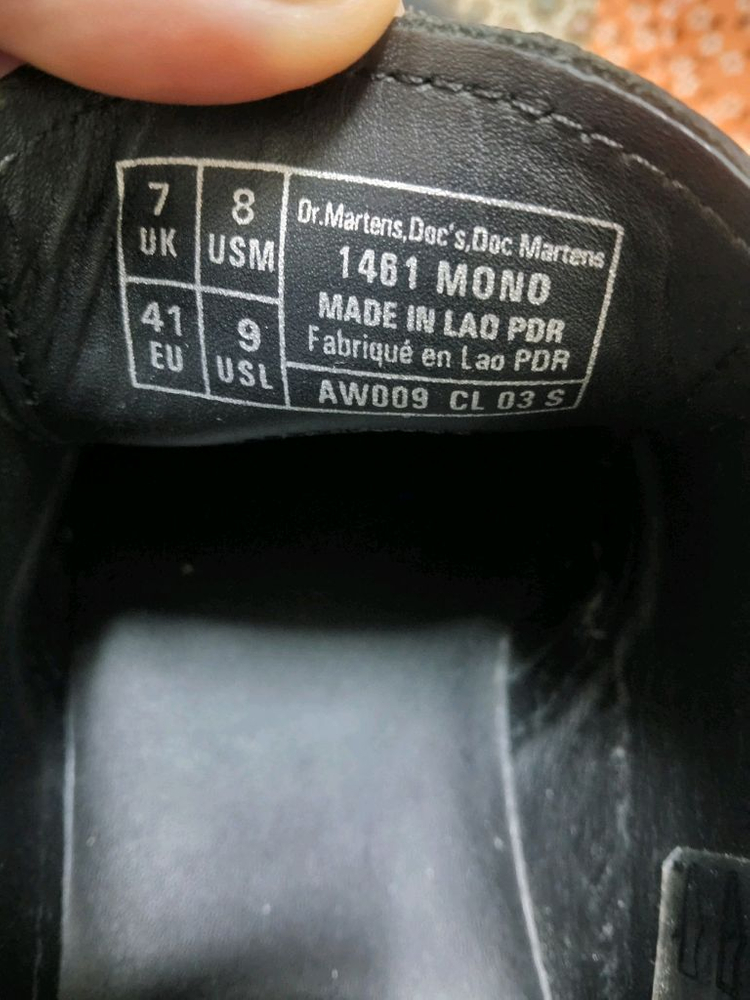 7 UK
8 USM
41 EU
9 USL
Dr.Martens,Doc's,Doc Martens
1461 MONO
MADE IN LAO PDR
Fabriqué en Lao PDR
AW009 CL 03 S